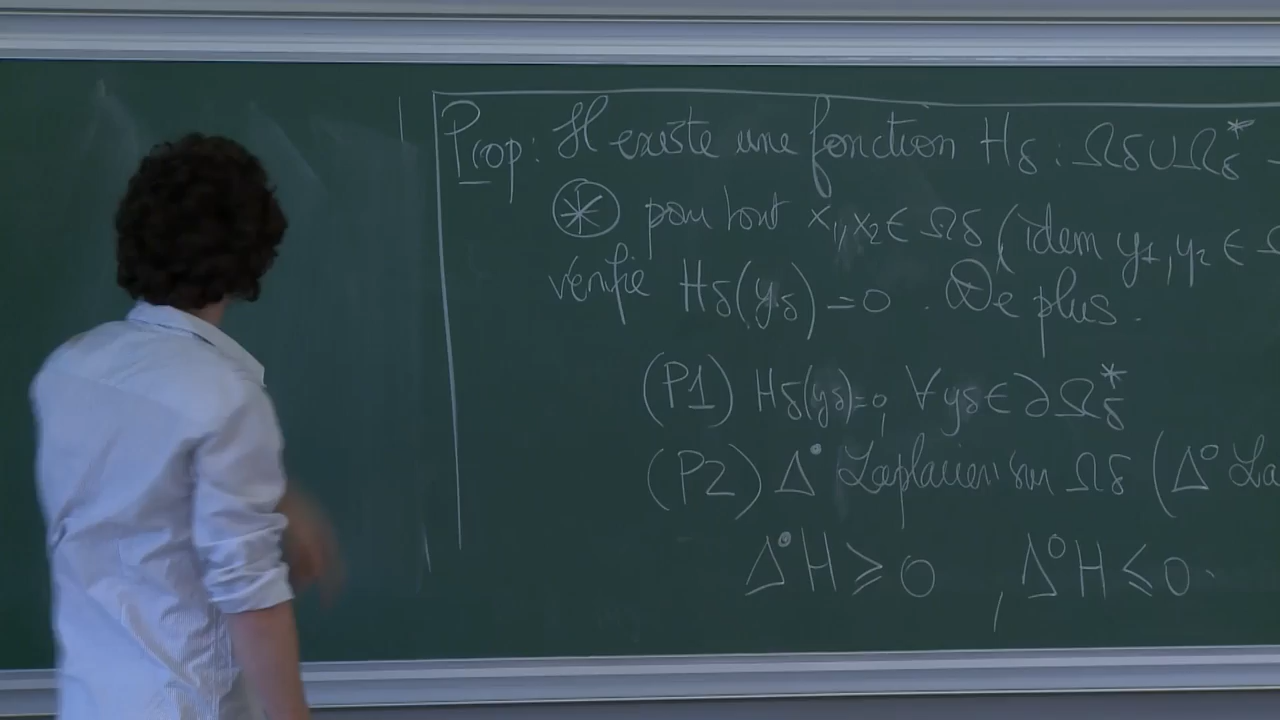 Prop: Il existe une fonction Hδ : Ωδ ∪ Ωδ* -
⊛ pour tout x₁, x₂ ∈ Ωδ (idem y₁, y₂ ∈ Ω
vérifie Hδ(yδ) = 0. De plus.
(P1) Hδ(yδ)=0, ∀ yδ ∈ ∂Ωδ*
(P2) Δ• Laplacien sur Ωδ (Δ° La
Δ•H ≥ 0, Δ°H ≤ 0.